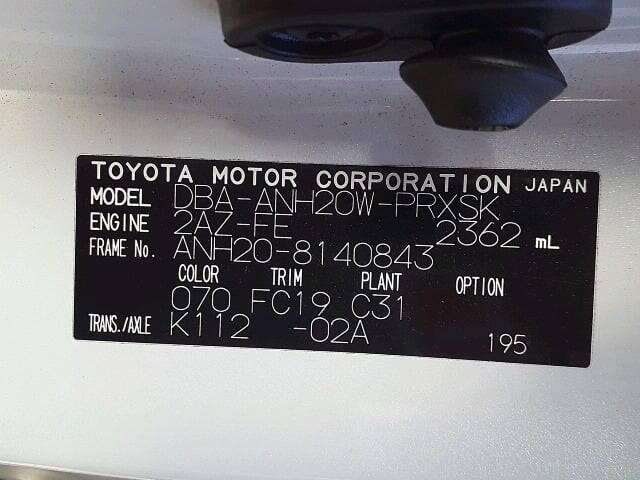 TOYOTA MOTOR CORPORATION JAPAN
MODEL DBA-ANH20W-PRXSK
ENGINE 2AZ-FE 2362 mL
FRAME No. ANH20-8140843
COLOR TRIM PLANT OPTION
070 FC19 C31
TRANS./AXLE K112 -02A 195